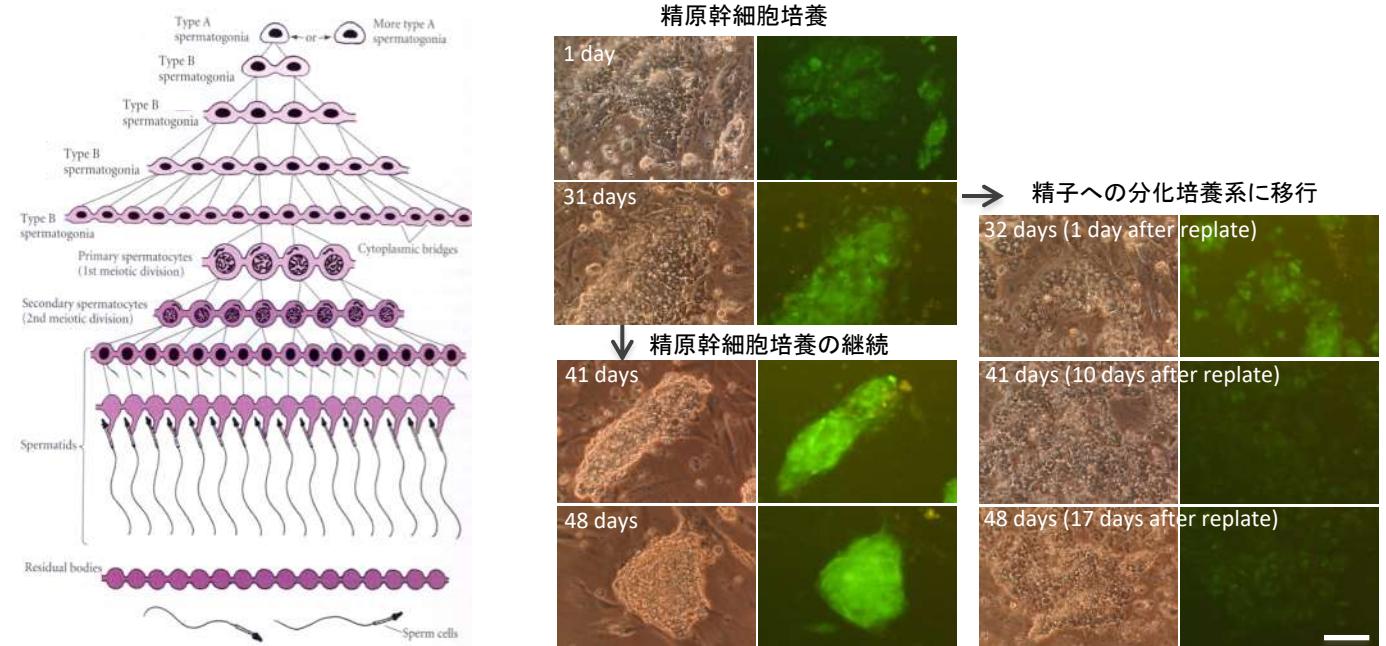 Type A
spermatogonia
or
More type A
spermatogonia
Type B
spermatogonia
Type B
spermatogonia
Type B
spermatogonia
Type B
spermatogonia
Cytoplasmic bridges
Primary spermatocytes
(1st meiotic division)
Secondary spermatocytes
(2nd meiotic division)
Spermatids
Residual bodies
Sperm cells
精原幹細胞培養
1 day
31 days
精原幹細胞培養の継続
41 days
48 days
精子への分化培養系に移行
32 days (1 day after replate)
41 days (10 days after replate)
48 days (17 days after replate)